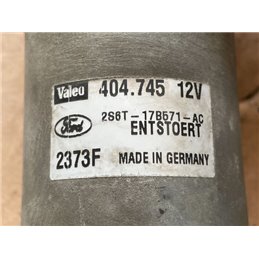 Valeo 404.745 12V
Ford 2S6T-17B571-AC
ENTSTOERT
2373F MADE IN GERMANY